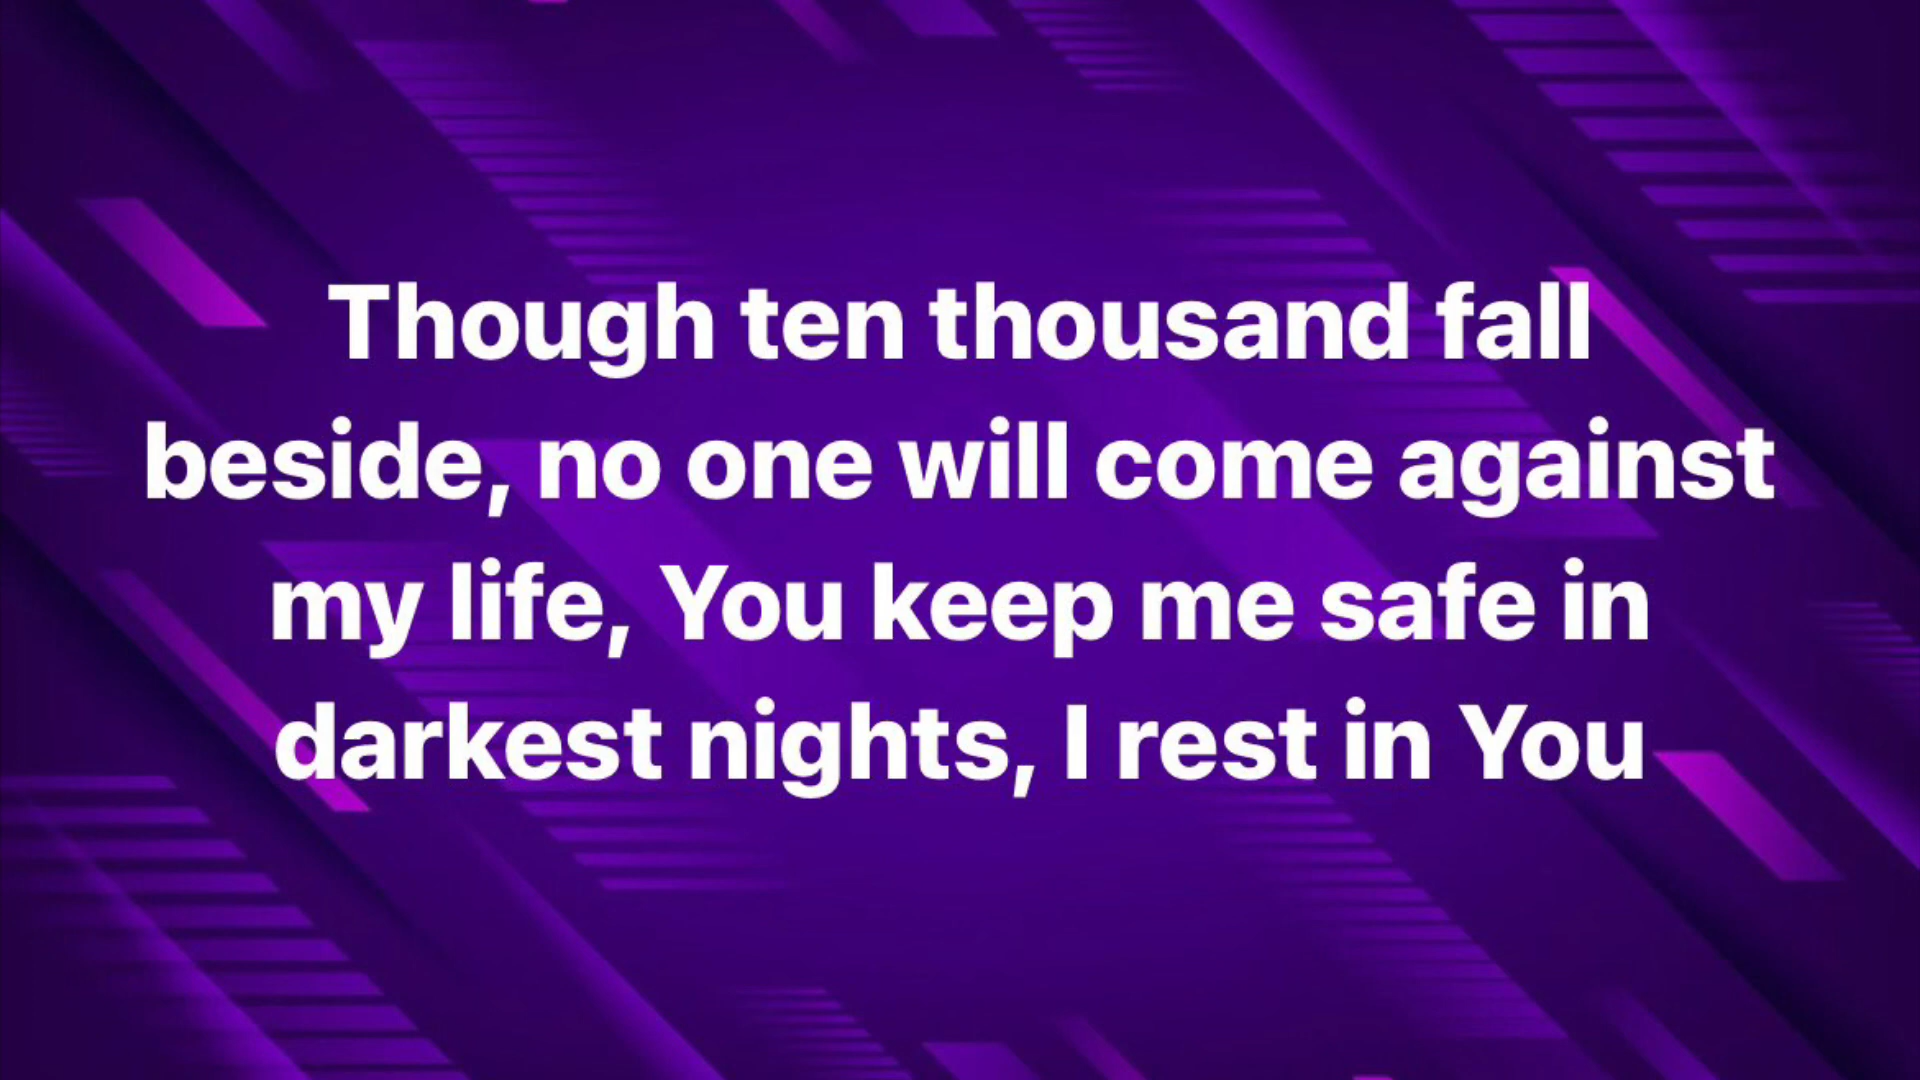 Though ten thousand fall
beside, no one will come against
my life, You keep me safe in
darkest nights, I rest in You